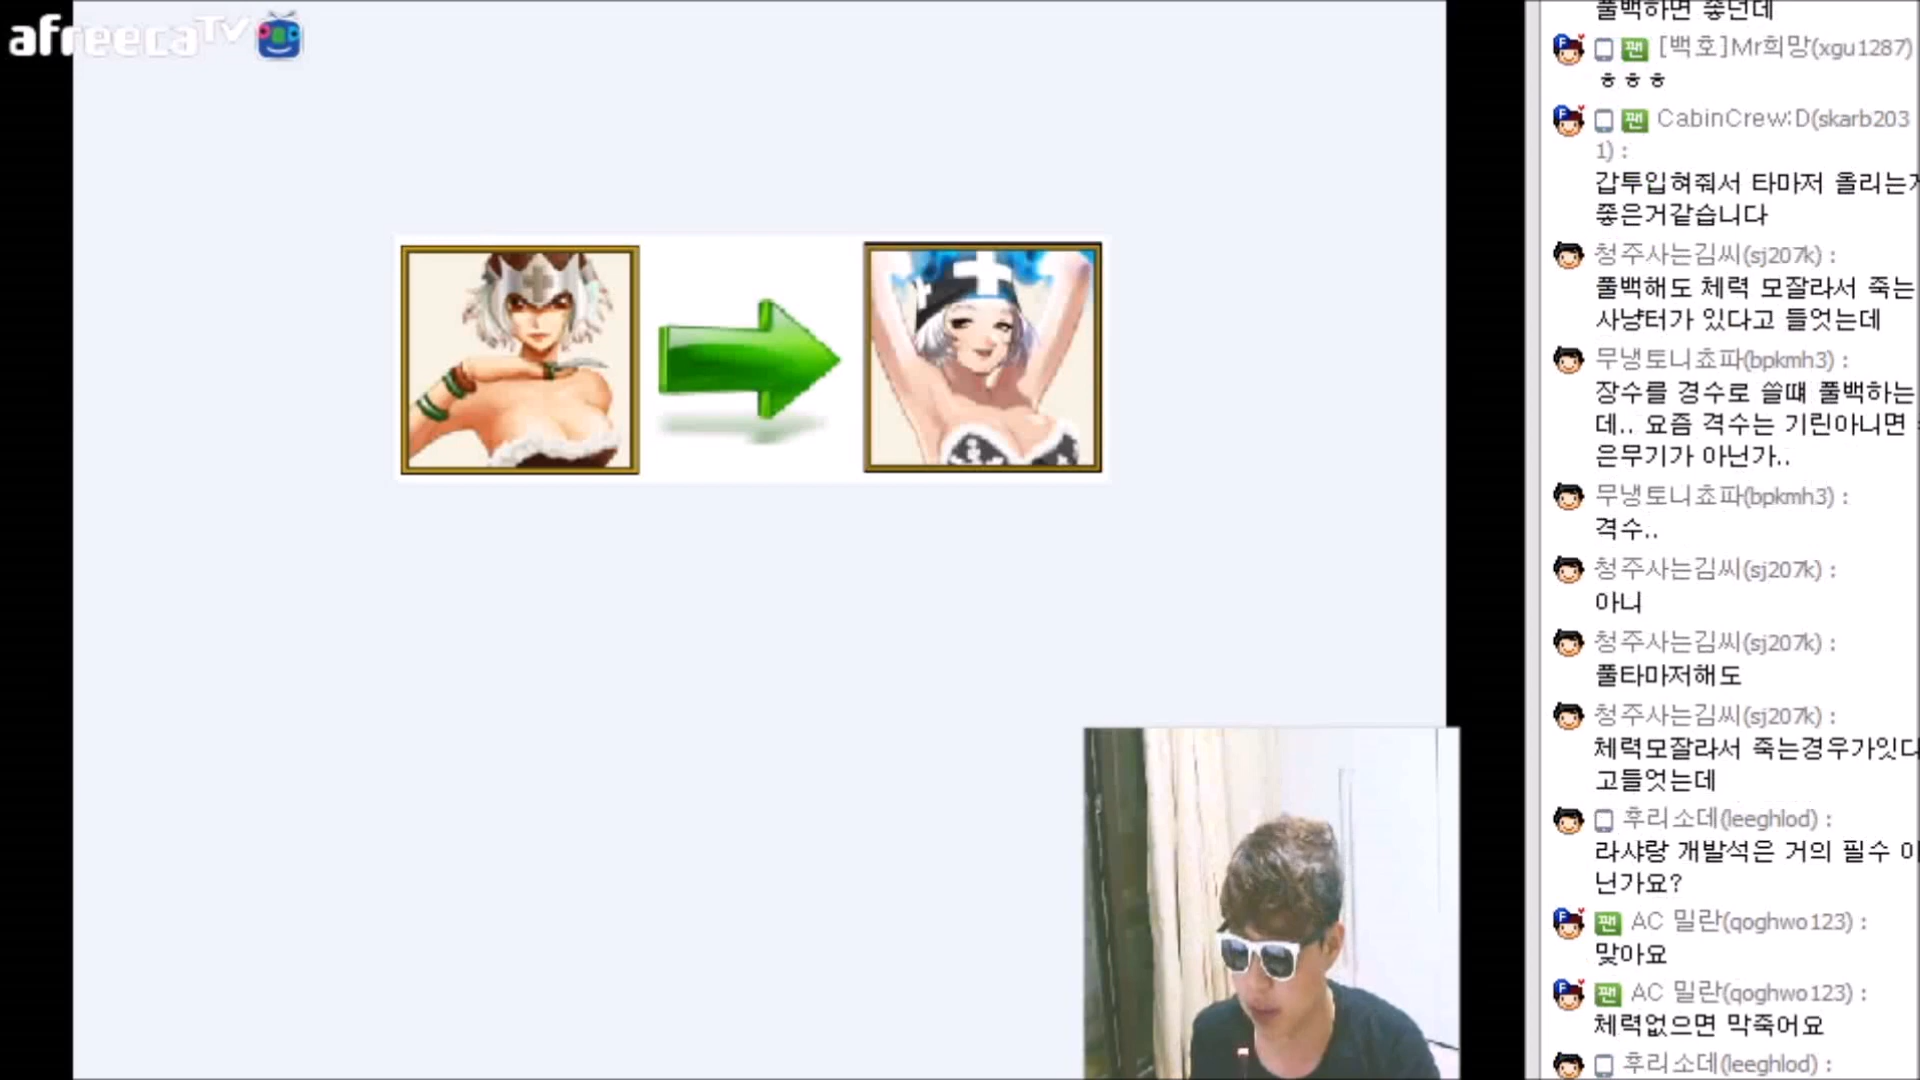 afreecaTV
풀백하면 좋던데
팬 [백호]Mr희망(xgu1287)
ㅎㅎㅎ
팬 CabinCrew:D(skarb203
1) :
갑투입혀줘서 타마저 올리는게
좋은거같습니다
청주사는김씨(sj207k) :
풀백해도 체력 모잘라서 죽는
사냥터가 있다고 들엇는데
무냉토니쵸파(bpkmh3) :
장수를 경수로 쓸떄 풀백하는
데.. 요즘 격수는 기린아니면
은무기가 아닌가..
무냉토니쵸파(bpkmh3) :
격수..
청주사는김씨(sj207k) :
아니
청주사는김씨(sj207k) :
풀타마저해도
청주사는김씨(sj207k) :
체력모잘라서 죽는경우가잇다
고들엇는데
후리소데(leeghlod) :
라샤랑 개발석은 거의 필수 아
닌가요?
팬 AC 밀란(qoghwo123) :
맞아요
팬 AC 밀란(qoghwo123) :
체력없으면 막죽어요
후리소데(leeghlod) :